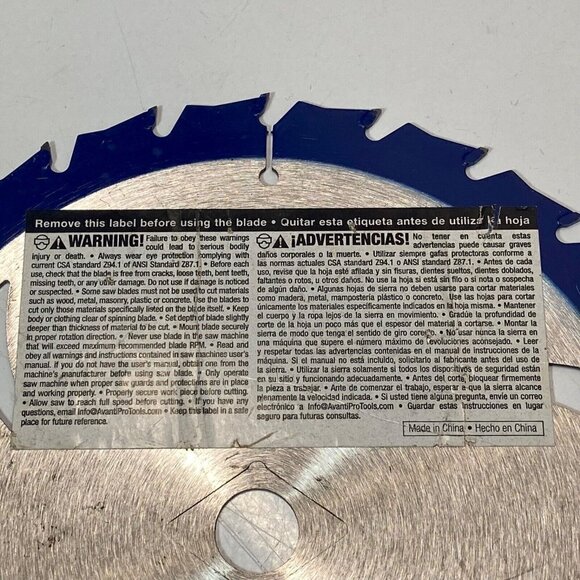 Remove this label before using the blade • Quitar esta etiqueta antes de utilizar la hoja
WARNING! Failure to obey these warnings
could lead to serious bodily
injury or death. • Always wear eye protection complying with
current CSA standard Z94.1 of ANSI Standard Z87.1. • Before each
use, check that the blade is free from cracks, loose teeth, bent teeth,
missing teeth, or any other damage. Do not use if damage is noticed
or suspected. • Some saw blades must not be used to cut materials
such as wood, metal, masonry, plastic or concrete. Use the blades to
cut only those materials specifically listed on the blade itself. • Keep
body or clothing clear of spinning blade. • Set depth of blade slightly
deeper than thickness of material to be cut. • Mount blade securely
in proper rotation direction. • Never use blade in the saw machine
that will exceed maximum recommended blade RPM. • Read and
obey all warnings and instructions contained in saw machines user's
manual. If you do not have the user's manual, obtain one from the
machine's manufacturer before using saw blade. • Only operate
saw machine when proper saw guards and protections are in place
and working properly. • Properly secure work piece before cutting.
• Allow saw to reach full speed before cutting. • If you have any
questions, email Info@AvantiProTools.com • Keep this label in a safe
place for future reference.
¡ADVERTENCIAS! No tener en cuenta estas
advertencias puede causar graves
daños corporales o la muerte. • Utilizar siempre gafas protectoras conforme a
las normas actuales CSA standard Z94.1 o ANSI standard Z87.1. • Antes de cada
uso, revise que la hoja esté afilada y sin fisuras, dientes sueltos, dientes doblados,
faltantes o rotos, u otros daños. No use la hoja si está sin filo o si nota o sospecha
de algún daño. • Algunas hojas de sierra no deben usarse para cortar materiales
como madera, metal, mampostería plástico o concreto. Use las hojas para cortar
únicamente los materiales indicados especificamente en la hoja misma. • Mantener
el cuerpo y la ropa lejos de la sierra en movimiento. • Gradúe la profundidad de
corte de la hoja un poco más que el espesor del material a cortarse. • Montar la
sierra de modo que tenga el sentido de giro correcto. • No usar nunca la sierra en
una máquina que supere el número máximo de revoluciones aconsejado. • Leer
y respetar todas las advertencias contenidas en el manual de instrucciones de la
máquina. Si el manual no está incluido, solicitarlo al fabricante antes del uso de
la sierra. • Utilizar la sierra solamente si todos los dispositivos de seguridad están
en su sitio y funcionando adecuadamente. • Antes del corte, bloquear firmemente
la pieza a trabajar. • Ante de comenzar el trabajo, esperar a que la sierra alcance
plenamente la velocidad indicada. • Si usted tiene alguna pregunta, envíe un correo
electrónico a Info@AvantiProTools.com • Guardar estas instrucciones en lugar
seguro para futuras consultas.
Made in China • Hecho en China